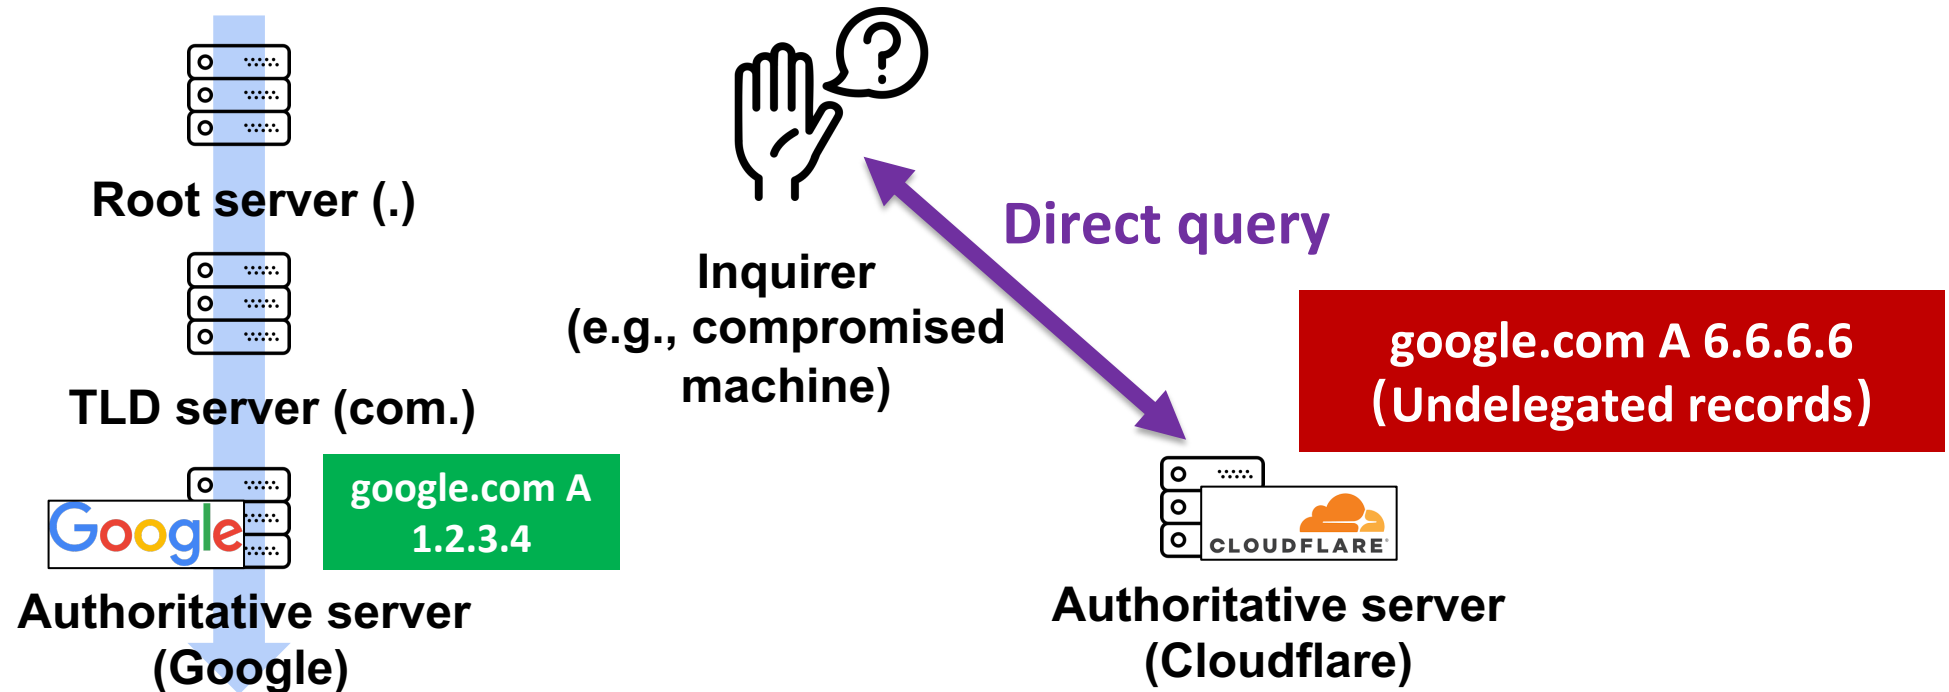 Root server (.)
TLD server (com.)
Google
google.com A
1.2.3.4
Authoritative server
(Google)
?
Inquirer
(e.g., compromised
machine)
Direct query
google.com A 6.6.6.6
(Undelegated records)
CLOUDFLARE
Authoritative server
(Cloudflare)